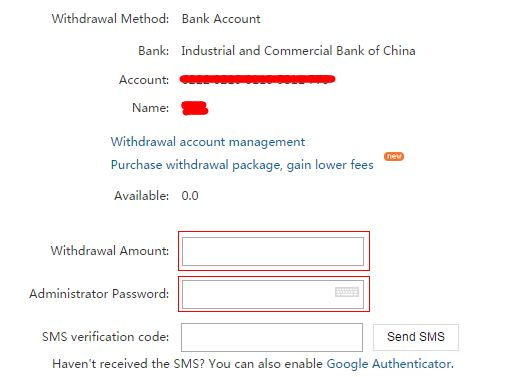 Withdrawal Method: Bank Account
Bank: Industrial and Commercial Bank of China
Account:
Name:
Withdrawal account management
Purchase withdrawal package, gain lower fees new
Available: 0.0
Withdrawal Amount:
Administrator Password:
SMS verification code: Send SMS
Haven't received the SMS? You can also enable Google Authenticator.